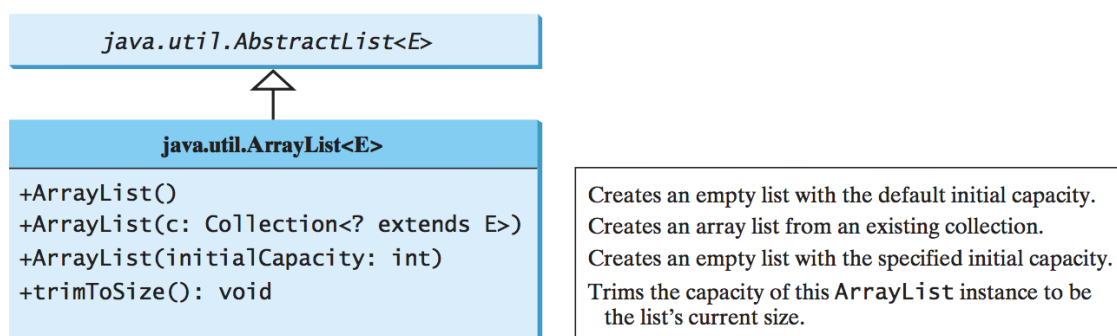 java.util.AbstractList<E>
java.util.ArrayList<E>
+ArrayList()
+ArrayList(c: Collection<? extends E>)
+ArrayList(initialCapacity: int)
+trimToSize(): void
Creates an empty list with the default initial capacity.
Creates an array list from an existing collection.
Creates an empty list with the specified initial capacity.
Trims the capacity of this ArrayList instance to be
the list's current size.